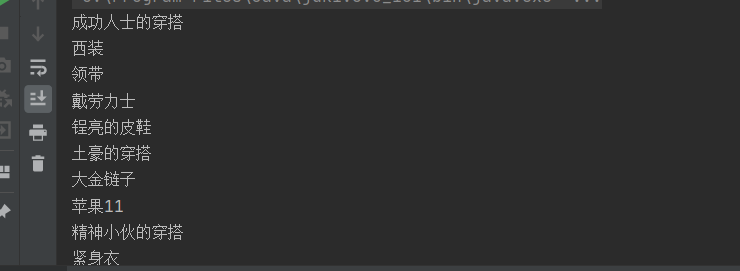 成功人士的穿搭
西装
领带
戴劳力士
锃亮的皮鞋
土豪的穿搭
大金链子
苹果11
精神小伙的穿搭
紧身衣